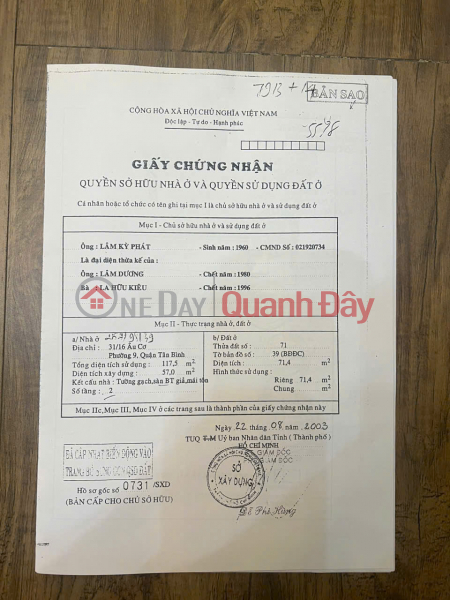 BẢN SAO
CỘNG HÒA XÃ HỘI CHỦ NGHĨA VIỆT NAM
Độc lập - Tự do - Hạnh phúc
GIẤY CHỨNG NHẬN
QUYỀN SỞ HỮU NHÀ Ở VÀ QUYỀN SỬ DỤNG ĐẤT Ở
Cá nhân hoặc tổ chức có tên ghi tại mục I là chủ sở hữu nhà ở và sử dụng đất ở
Mục I - Chủ sở hữu nhà ở và sử dụng đất ở
Ông : LÂM KỲ PHÁT - Sinh năm : 1960 - CMND Số : 021920734
Là đại diện thừa kế của :
Ông : LÂM DƯƠNG - Chết năm : 1980
Bà : LA HỮU KIỀU - Chết năm : 1996
ONEDAY Quanh Đây
Mục II - Thực trạng nhà ở, đất ở
a/ Nhà ở
Địa chỉ : 31/16 Âu Cơ
Phường 9, Quận Tân Bình
Tổng diện tích sử dụng : 117,5 m2
Diện tích xây dựng : 57,0 m2
Kết cấu nhà : Tường gạch, sàn BT giả, mái tôn
Số tầng : 2
b/ Đất ở
Thửa đất số : 71
Tờ bản đồ số : 39 (BĐĐC)
Diện tích : 71,4 m2
Hình thức sử dụng :
Riêng : 71,4 m2
Chung : m2
Mục IIc, Mục III, Mục IV ở các trang sau là thành phần của giấy chứng nhận này
Ngày 22 tháng 08 năm 2003
TUQ T.M Uỷ ban Nhân dân Tỉnh ( Thành phố )
HỒ CHÍ MINH
GIÁM ĐỐC
SỞ
XÂY DỰNG
ĐÃ CẬP NHẬT BIẾN ĐỘNG VÀO
Hồ sơ gốc số 0731 /SXD
(BẢN CẤP CHO CHỦ SỞ HỮU)